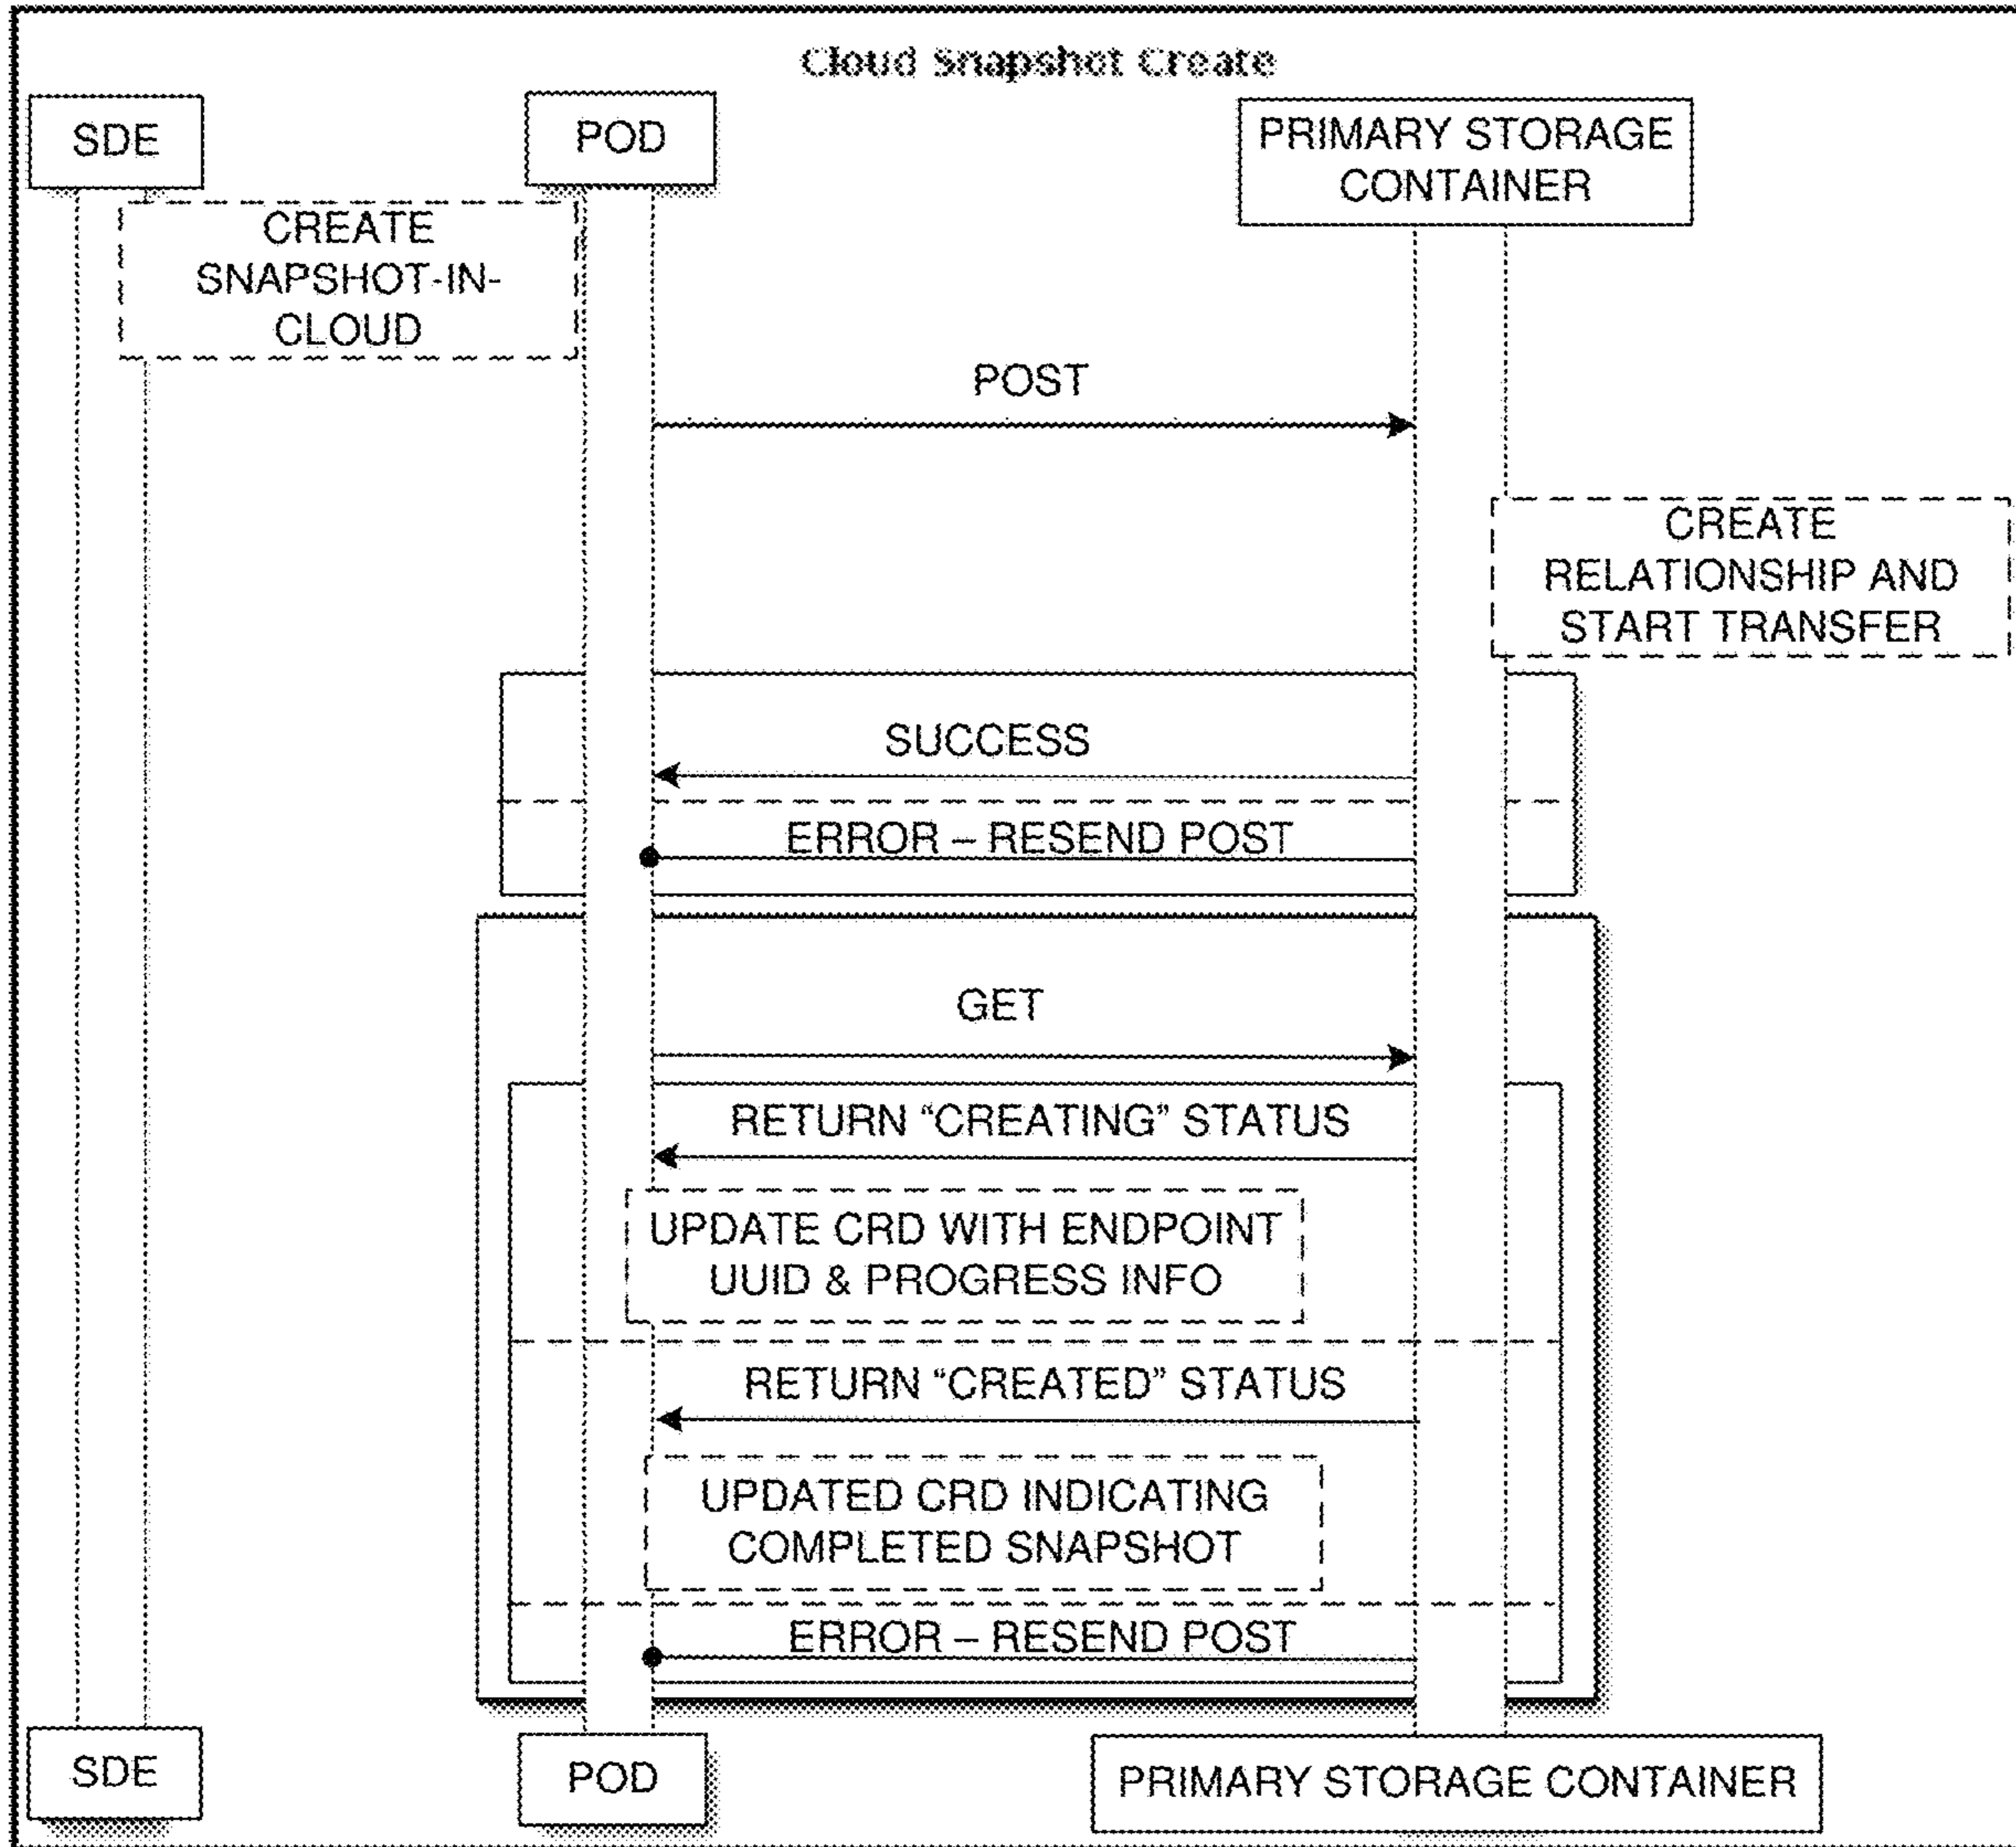 Cloud Snapshot Create
SDE
POD
PRIMARY STORAGE
CONTAINER
CREATE
SNAPSHOT-IN-
CLOUD
POST
CREATE
RELATIONSHIP AND
START TRANSFER
SUCCESS
ERROR – RESEND POST
GET
RETURN “CREATING” STATUS
UPDATE CRD WITH ENDPOINT
UUID & PROGRESS INFO
RETURN “CREATED” STATUS
UPDATED CRD INDICATING
COMPLETED SNAPSHOT
ERROR – RESEND POST
SDE
POD
PRIMARY STORAGE CONTAINER